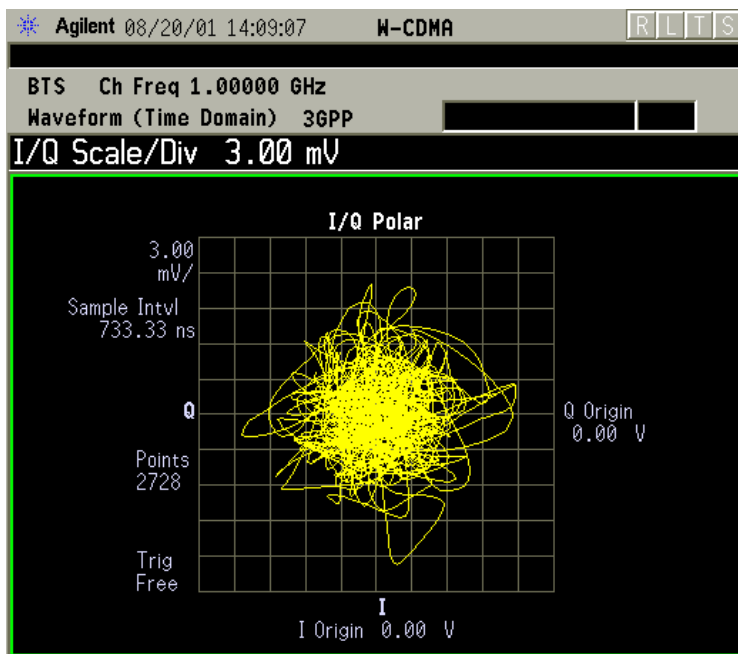 Agilent 08/20/01 14:09:07 W-CDMA R L T S
BTS Ch Freq 1.00000 GHz
Waveform (Time Domain) 3GPP
I/Q Scale/Div 3.00 mV
I/Q Polar
3.00
mV/
Sample Intvl
733.33 ns
Q
Q Origin
0.00 V
Points
2728
Trig
Free
I
I Origin 0.00 V